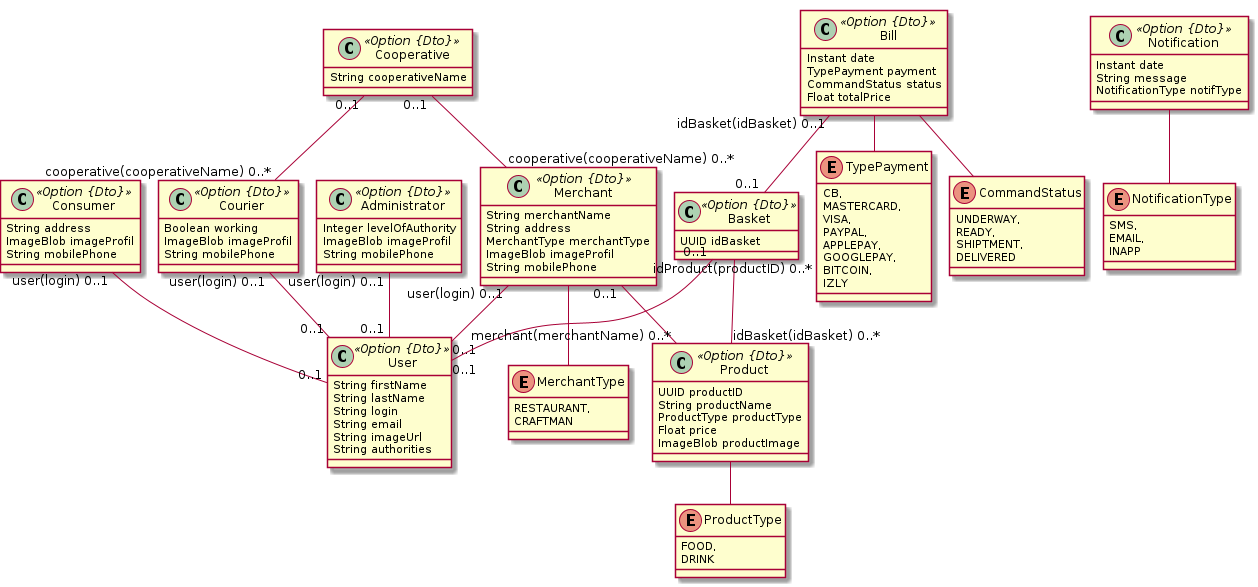 C «Option {Dto}»
Cooperative
String cooperativeName
C «Option {Dto}»
Bill
Instant date
TypePayment payment
CommandStatus status
Float totalPrice
C «Option {Dto}»
Notification
Instant date
String message
NotificationType notifType
0..1
0..1
idBasket(idBasket) 0..1
cooperative(cooperativeName) 0..*
cooperative(cooperativeName) 0..*
0..1
C «Option {Dto}»
Consumer
String address
ImageBlob imageProfil
String mobilePhone
C «Option {Dto}»
Courier
Boolean working
ImageBlob imageProfil
String mobilePhone
C «Option {Dto}»
Administrator
Integer levelOfAuthority
ImageBlob imageProfil
String mobilePhone
C «Option {Dto}»
Merchant
String merchantName
String address
MerchantType merchantType
ImageBlob imageProfil
String mobilePhone
C «Option {Dto}»
Basket
UUID idBasket
E TypePayment
CB,
MASTERCARD,
VISA,
PAYPAL,
APPLEPAY,
GOOGLEPAY,
BITCOIN,
IZLY
E CommandStatus
UNDERWAY,
READY,
SHIPTMENT,
DELIVERED
E NotificationType
SMS,
EMAIL,
INAPP
user(login) 0..1
user(login) 0..1
user(login) 0..1
user(login) 0..1
0..1
0..1
idProduct(productID) 0..*
0..1
0..1
0..1
0..1
0..1
merchant(merchantName) 0..*
idBasket(idBasket) 0..*
C «Option {Dto}»
User
String firstName
String lastName
String login
String email
String imageUrl
String authorities
E MerchantType
RESTAURANT,
CRAFTMAN
C «Option {Dto}»
Product
UUID productID
String productName
ProductType productType
Float price
ImageBlob productImage
E ProductType
FOOD,
DRINK